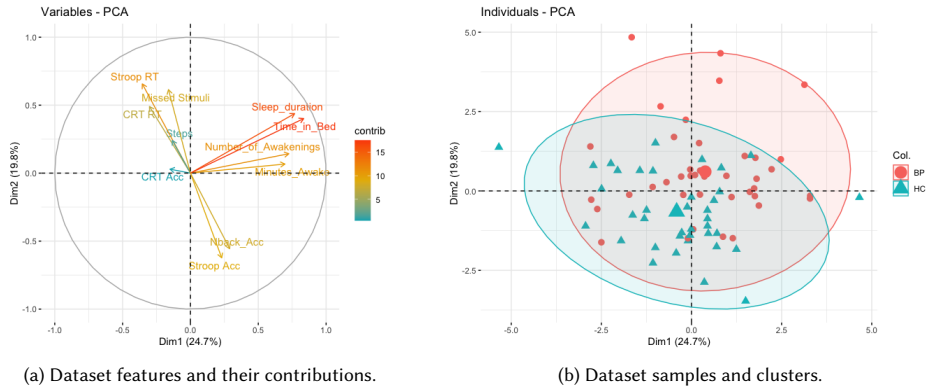 Variables - PCA
1.0
0.5
0.0
-0.5
-1.0
-1.0
-0.5
0.0
0.5
1.0
Dim2 (19.8%)
Dim1 (24.7%)
Stroop RT
Missed Stimuli
CRT RT
Steps
CRT Acc
Sleep_duration
Time_in_Bed
Number_of_Awakenings
Minutes_Awake
Nback_Acc
Stroop Acc
contrib
15
10
5
(a) Dataset features and their contributions.
Individuals - PCA
5.0
2.5
0.0
-2.5
-5.0
-2.5
0.0
2.5
5.0
Dim2 (19.8%)
Dim1 (24.7%)
Col.
BP
HC
(b) Dataset samples and clusters.